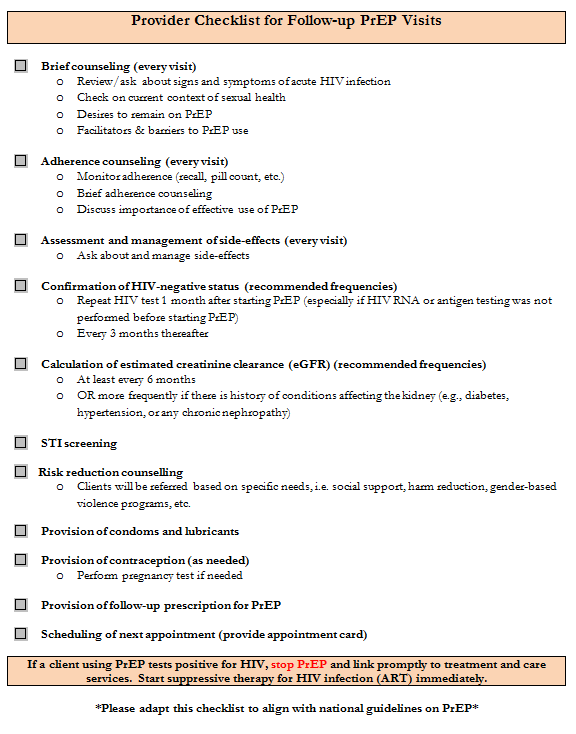 Provider Checklist for Follow-up PrEP Visits
Brief counseling (every visit)
o Review/ask about signs and symptoms of acute HIV infection
o Check on current context of sexual health
o Desires to remain on PrEP
o Facilitators & barriers to PrEP use
Adherence counseling (every visit)
o Monitor adherence (recall, pill count, etc.)
o Brief adherence counseling
o Discuss importance of effective use of PrEP
Assessment and management of side-effects (every visit)
o Ask about and manage side-effects
Confirmation of HIV-negative status (recommended frequencies)
o Repeat HIV test 1 month after starting PrEP (especially if HIV RNA or antigen testing was not
performed before starting PrEP)
o Every 3 months thereafter
Calculation of estimated creatinine clearance (eGFR) (recommended frequencies)
o At least every 6 months
o OR more frequently if there is history of conditions affecting the kidney (e.g., diabetes,
hypertension, or any chronic nephropathy)
STI screening
Risk reduction counselling
o Clients will be referred based on specific needs, i.e. social support, harm reduction, gender-based
violence programs, etc.
Provision of condoms and lubricants
Provision of contraception (as needed)
o Perform pregnancy test if needed
Provision of follow-up prescription for PrEP
Scheduling of next appointment (provide appointment card)
If a client using PrEP tests positive for HIV, stop PrEP and link promptly to treatment and care
services. Start suppressive therapy for HIV infection (ART) immediately.
*Please adapt this checklist to align with national guidelines on PrEP*